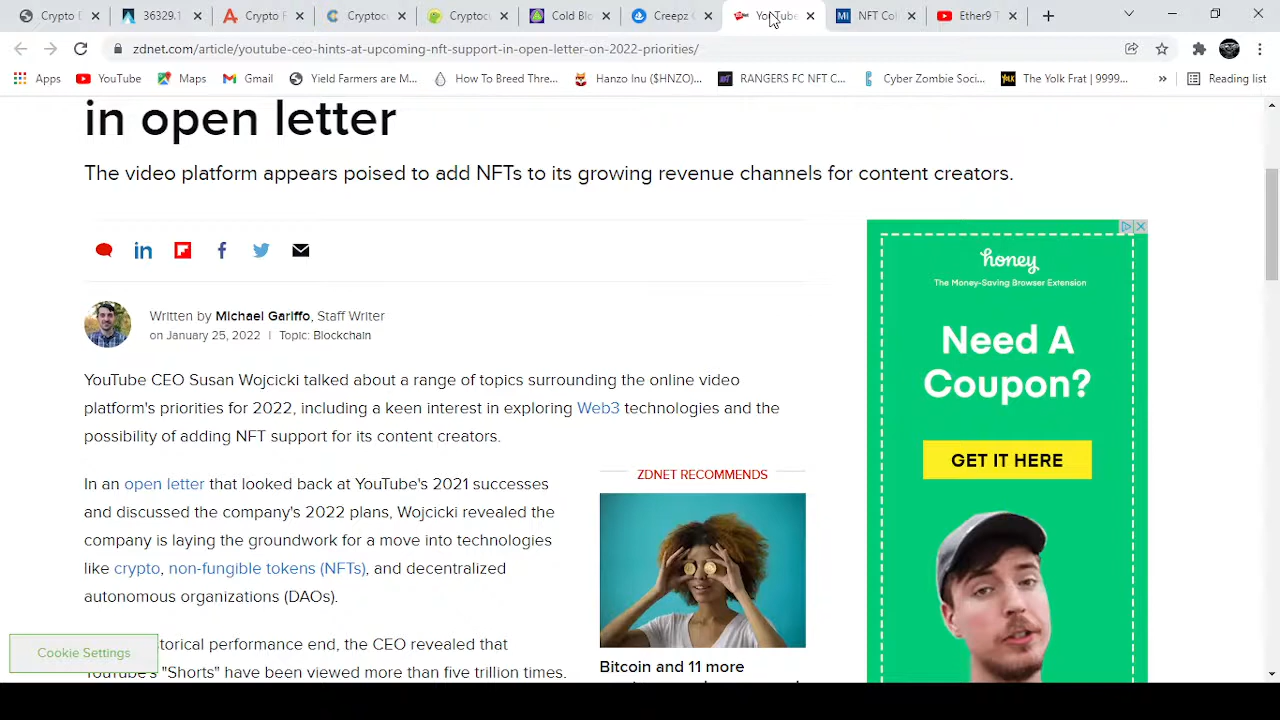 Crypto E
36329.
Crypto F
Cryptoc
Cryptoc
Cold Blo
Creepz G
YouTube
NFT Col
Ether9 T
zdnet.com/article/youtube-ceo-hints-at-upcoming-nft-support-in-open-letter-on-2022-priorities/
Apps
YouTube
Maps
Gmail
Yield Farmers are M...
How To Breed Thre...
Hanzo Inu ($HNZO)...
RANGERS FC NFT C...
Cyber Zombie Soci...
The Yolk Frat | 9999...
Reading list
in open letter
The video platform appears poised to add NFTs to its growing revenue channels for content creators.
Written by Michael Gariffo, Staff Writer
on January 25, 2022 | Topic: Blockchain
YouTube CEO Susan Wojcicki talked about a range of topics surrounding the online video
platform's priorities for 2022, including a keen interest in exploring Web3 technologies and the
possibility of adding NFT support for its content creators.
In an open letter that looked back at YouTube's 2021 successes
and discussed the company's 2022 plans, Wojcicki revealed the
company is laying the groundwork for a move into technologies
like crypto, non-fungible tokens (NFTs), and decentralized
autonomous organizations (DAOs).
torical performance end, the CEO revealed that
YouTube's "Shorts" have been viewed more than five trillion times.
Cookie Settings
ZDNET RECOMMENDS
Bitcoin and 11 more
honey
The Money-Saving Browser Extension
Need A
Coupon?
GET IT HERE